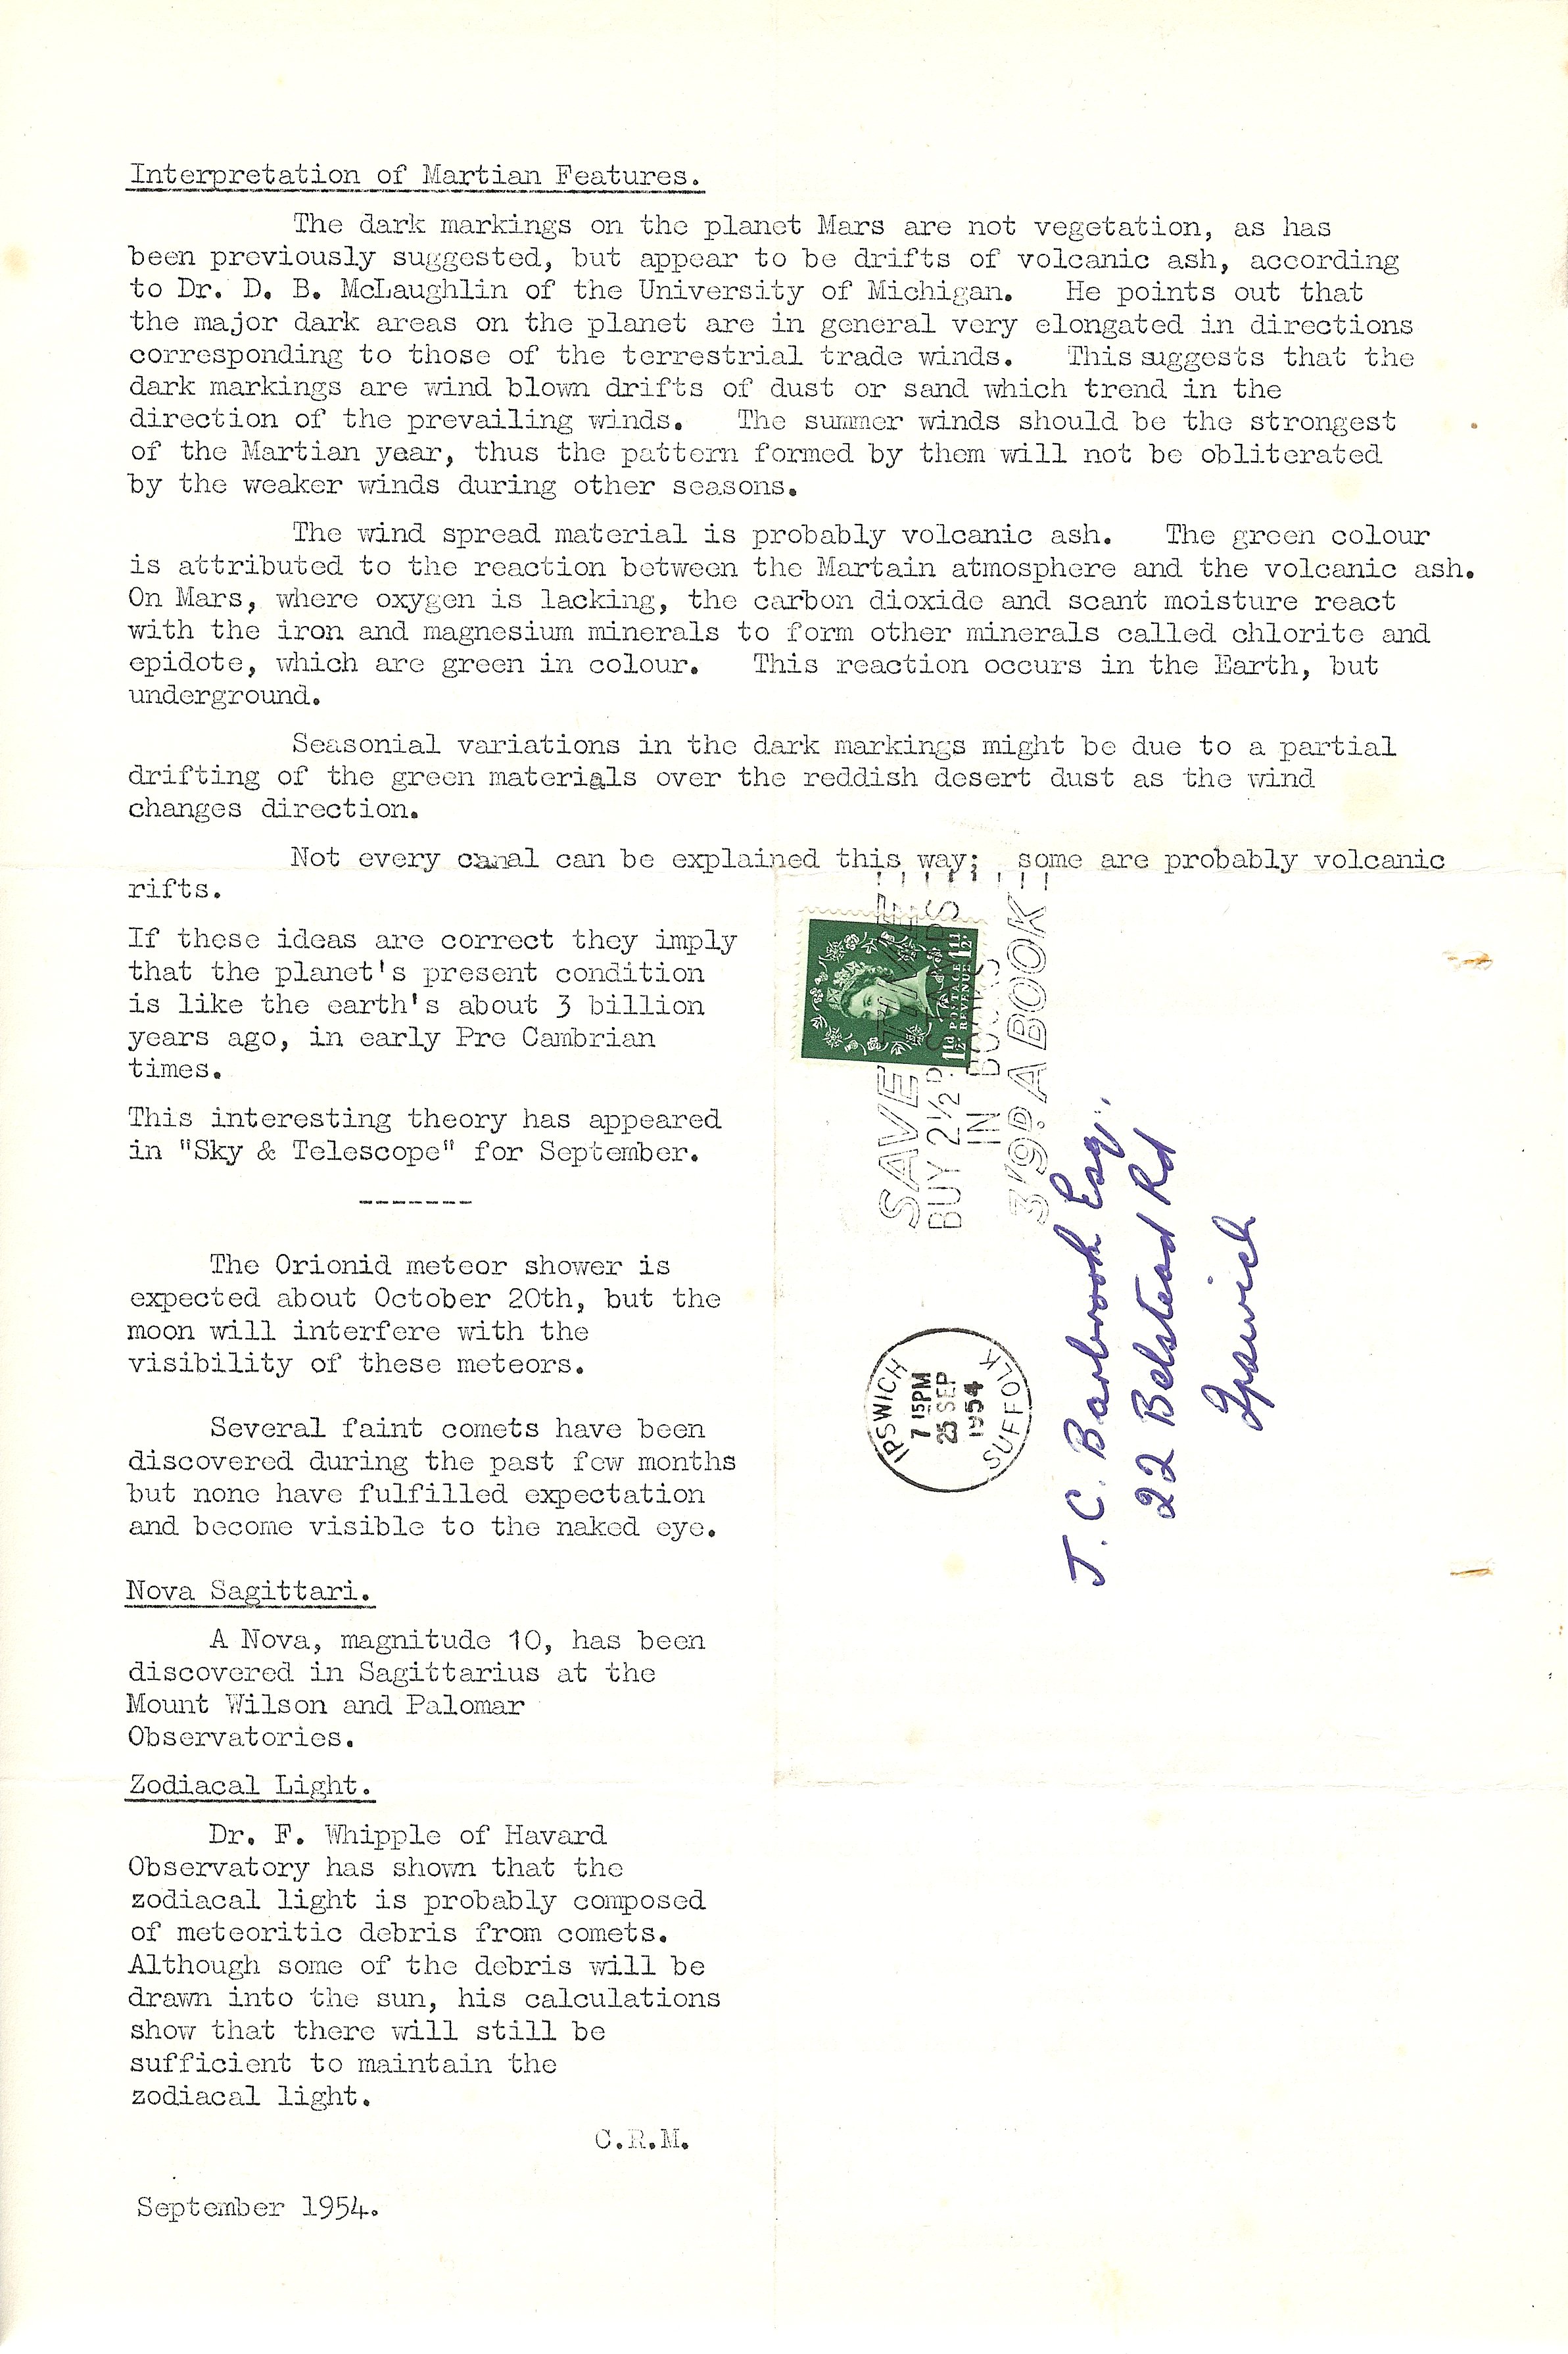 Interpretation of Martian Features.
The dark markings on the planet Mars are not vegetation, as has
been previously suggested, but appear to be drifts of volcanic ash, according
to Dr. D. B. McLaughlin of the University of Michigan. He points out that
the major dark areas on the planet are in general very elongated in directions
corresponding to those of the terrestrial trade winds. This suggests that the
dark markings are wind blown drifts of dust or sand which trend in the
direction of the prevailing winds. The summer winds should be the strongest
of the Martian year, thus the pattern formed by them will not be obliterated
by the weaker winds during other seasons.
The wind spread material is probably volcanic ash. The green colour
is attributed to the reaction between the Martain atmosphere and the volcanic ash.
On Mars, where oxygen is lacking, the carbon dioxide and scant moisture react
with the iron and magnesium minerals to form other minerals called chlorite and
epidote, which are green in colour. This reaction occurs in the Earth, but
underground.
Seasonial variations in the dark markings might be due to a partial
drifting of the green materials over the reddish desert dust as the wind
changes direction.
Not every canal can be explained this way; some are probably volcanic
rifts.
If these ideas are correct they imply
that the planet's present condition
is like the earth's about 3 billion
years ago, in early Pre Cambrian
times.
This interesting theory has appeared
in "Sky & Telescope" for September.
-------
The Orionid meteor shower is
expected about October 20th, but the
moon will interfere with the
visibility of these meteors.
Several faint comets have been
discovered during the past few months
but none have fulfilled expectation
and become visible to the naked eye.
Nova Sagittari.
A Nova, magnitude 10, has been
discovered in Sagittarius at the
Mount Wilson and Palomar
Observatories.
Zodiacal Light.
Dr. F. Whipple of Havard
Observatory has shown that the
zodiacal light is probably composed
of meteoritic debris from comets.
Although some of the debris will be
drawn into the sun, his calculations
show that there will still be
sufficient to maintain the
zodiacal light.
C.R.M.
September 1954.
SAVE TIME
BUY 2½D STAMPS
IN BOOKS
3'9D A BOOK
1½D POSTAGE REVENUE 1½D
IPSWICH
7 15PM
25 SEP
1954
SUFFOLK
J. C. Barbrook Esq.,
22 Belstead Rd
Ipswich